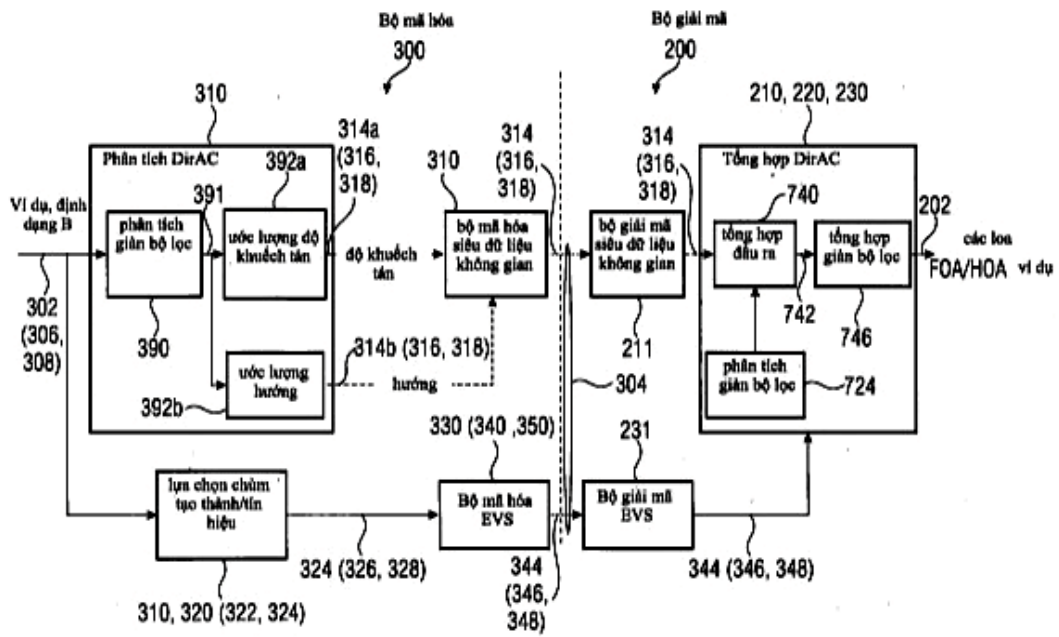 Bộ mã hóa
300
Bộ giải mã
200
310
Phân tích DirAC
392a
314a
(316,
318)
310
314
(316,
318)
314
(316,
318)
210, 220, 230
Tổng hợp DirAC
740
202
Ví dụ, định
dạng B
phân tích
giàn bộ lọc
391
ước lượng độ
khuếch tán
độ khuếch
tán
bộ mã hóa
siêu dữ liệu
không gian
bộ giải mã
siêu dữ liệu
không gian
tổng hợp
đầu ra
tổng hợp
giàn bộ lọc
các loa
FOA/HOA ví dụ
302
(306,
308)
390
742
746
211
ước lượng
hướng
314b (316, 318)
hướng
304
phân tích
giàn bộ lọc
724
392b
330 (340 ,350)
231
lựa chọn chùm
tạo thành/tín
hiệu
Bộ mã hóa
EVS
Bộ giải mã
EVS
324 (326, 328)
344
(346,
348)
344 (346, 348)
310, 320 (322, 324)